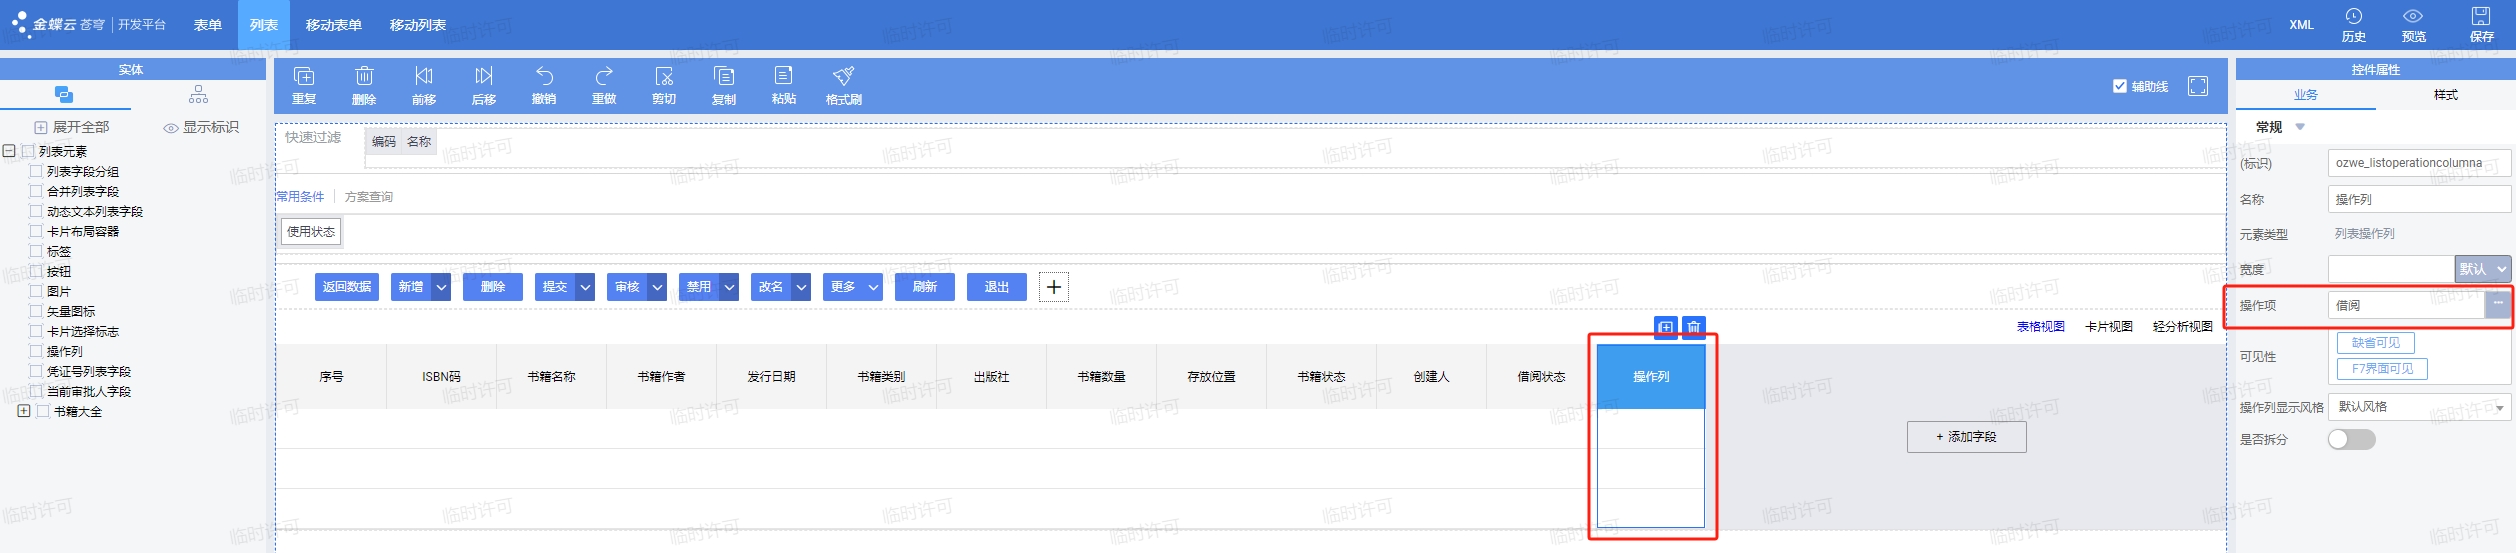 金蝶云 苍穹 | 开发平台 表单 列表 移动表单 移动列表 XML 历史 预览 保存
实体
展开全部 显示标识
列表元素
列表字段分组
合并列表字段
动态文本列表字段
卡片布局容器
标签
按钮
图片
矢量图标
卡片选择标志
操作列
凭证号列表字段
当前审批人字段
书籍大全
重复 删除 前移 后移 撤销 重做 剪切 复制 粘贴 格式刷 辅助线
快速过滤 编码 名称
常用条件 方案查询
使用状态
返回数据 新增 删除 提交 审核 禁用 改名 更多 刷新 退出 +
表格视图 卡片视图 轻分析视图
序号 ISBN码 书籍名称 书籍作者 发行日期 书籍类别 出版社 书籍数量 存放位置 书籍状态 创建人 借阅状态 操作列
+ 添加字段
控件属性
业务 样式
常规
(标识) ozwe_listoperationcolumna
名称 操作列
元素类型 列表操作列
宽度 默认
操作项 借阅 ···
可见性 缺省可见
F7界面可见
操作列显示风格 默认风格
是否拆分
临时许可